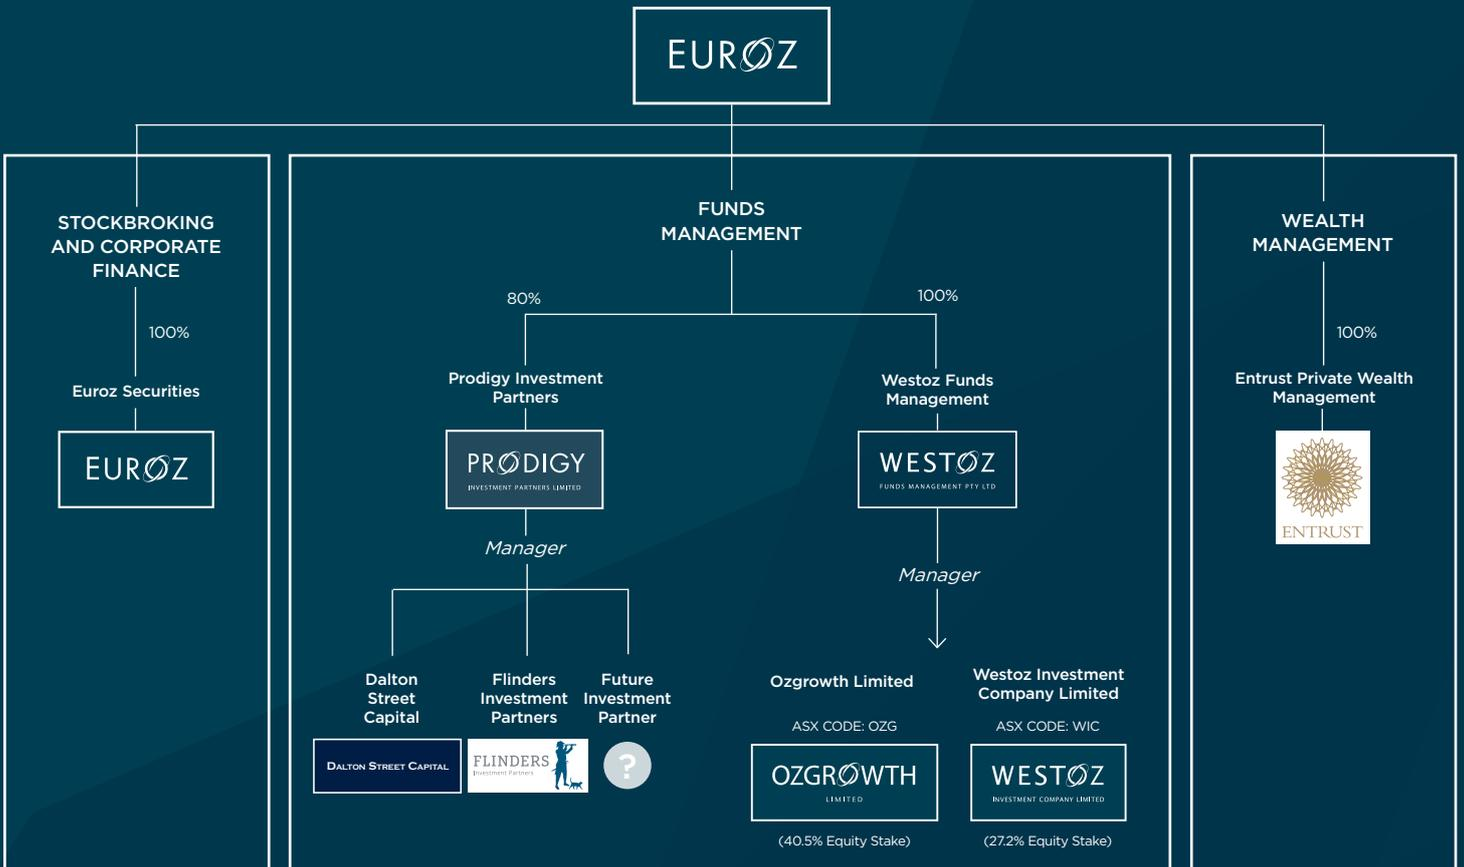 EUROZ
STOCKBROKING
AND CORPORATE
FINANCE
100%
Euroz Securities
EUROZ
FUNDS
MANAGEMENT
80%
100%
Prodigy Investment
Partners
PRODIGY
INVESTMENT PARTNERS LIMITED
Manager
Dalton
Street
Capital
DALTON STREET CAPITAL
Flinders
Investment
Partners
FLINDERS
Investment Partners
Future
Investment
Partner
?
Westoz Funds
Management
WESTOZ
FUNDS MANAGEMENT PTY LTD
Manager
Ozgrowth Limited
ASX CODE: OZG
OZGROWTH
LIMITED
(40.5% Equity Stake)
Westoz Investment
Company Limited
ASX CODE: WIC
WESTOZ
INVESTMENT COMPANY LIMITED
(27.2% Equity Stake)
WEALTH
MANAGEMENT
100%
Entrust Private Wealth
Management
ENTRUST